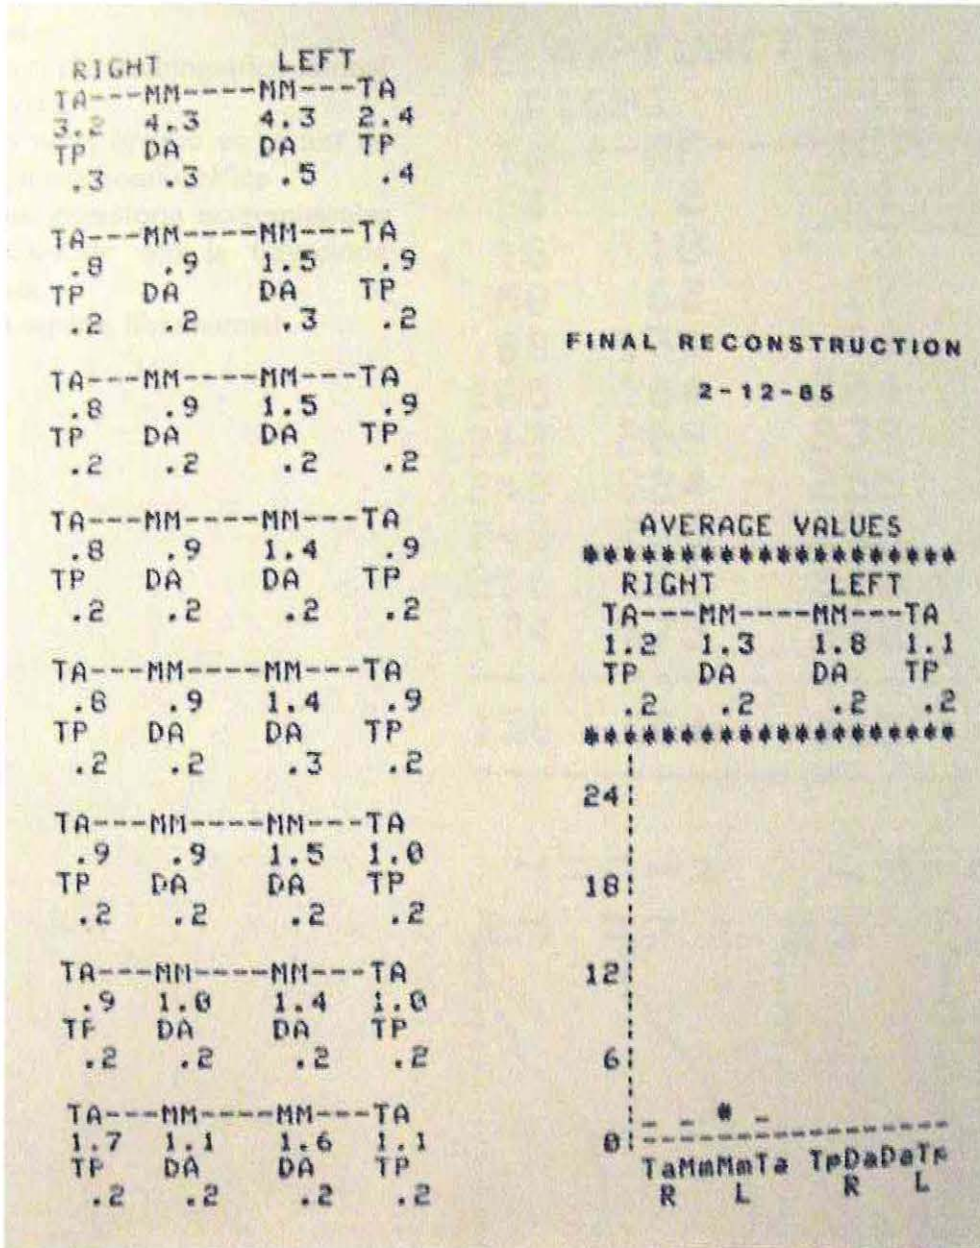 RIGHT LEFT
TA---MM----MM---TA
3.2 4.3 4.3 2.4
TP DA DA TP
.3 .3 .5 .4
TA---MM----MM---TA
.8 .9 1.5 .9
TP DA DA TP
.2 .2 .3 .2
TA---MM----MM---TA
.8 .9 1.5 .9
TP DA DA TP
.2 .2 .2 .2
TA---MM----MM---TA
.8 .9 1.4 .9
TP DA DA TP
.2 .2 .2 .2
TA---MM----MM---TA
.8 .9 1.4 .9
TP DA DA TP
.2 .2 .3 .2
TA---MM----MM---TA
.9 .9 1.5 1.0
TP DA DA TP
.2 .2 .2 .2
TA---MM----MM---TA
.9 1.0 1.4 1.0
TP DA DA TP
.2 .2 .2 .2
TA---MM----MM---TA
1.7 1.1 1.6 1.1
TP DA DA TP
.2 .2 .2 .2
FINAL RECONSTRUCTION
2-12-85
AVERAGE VALUES
********************
RIGHT LEFT
TA---MM----MM---TA
1.2 1.3 1.8 1.1
TP DA DA TP
.2 .2 .2 .2
********************
24
18
12
6
_ _ * _
0
TaMmMmTa TpDaDaTp
R L R L